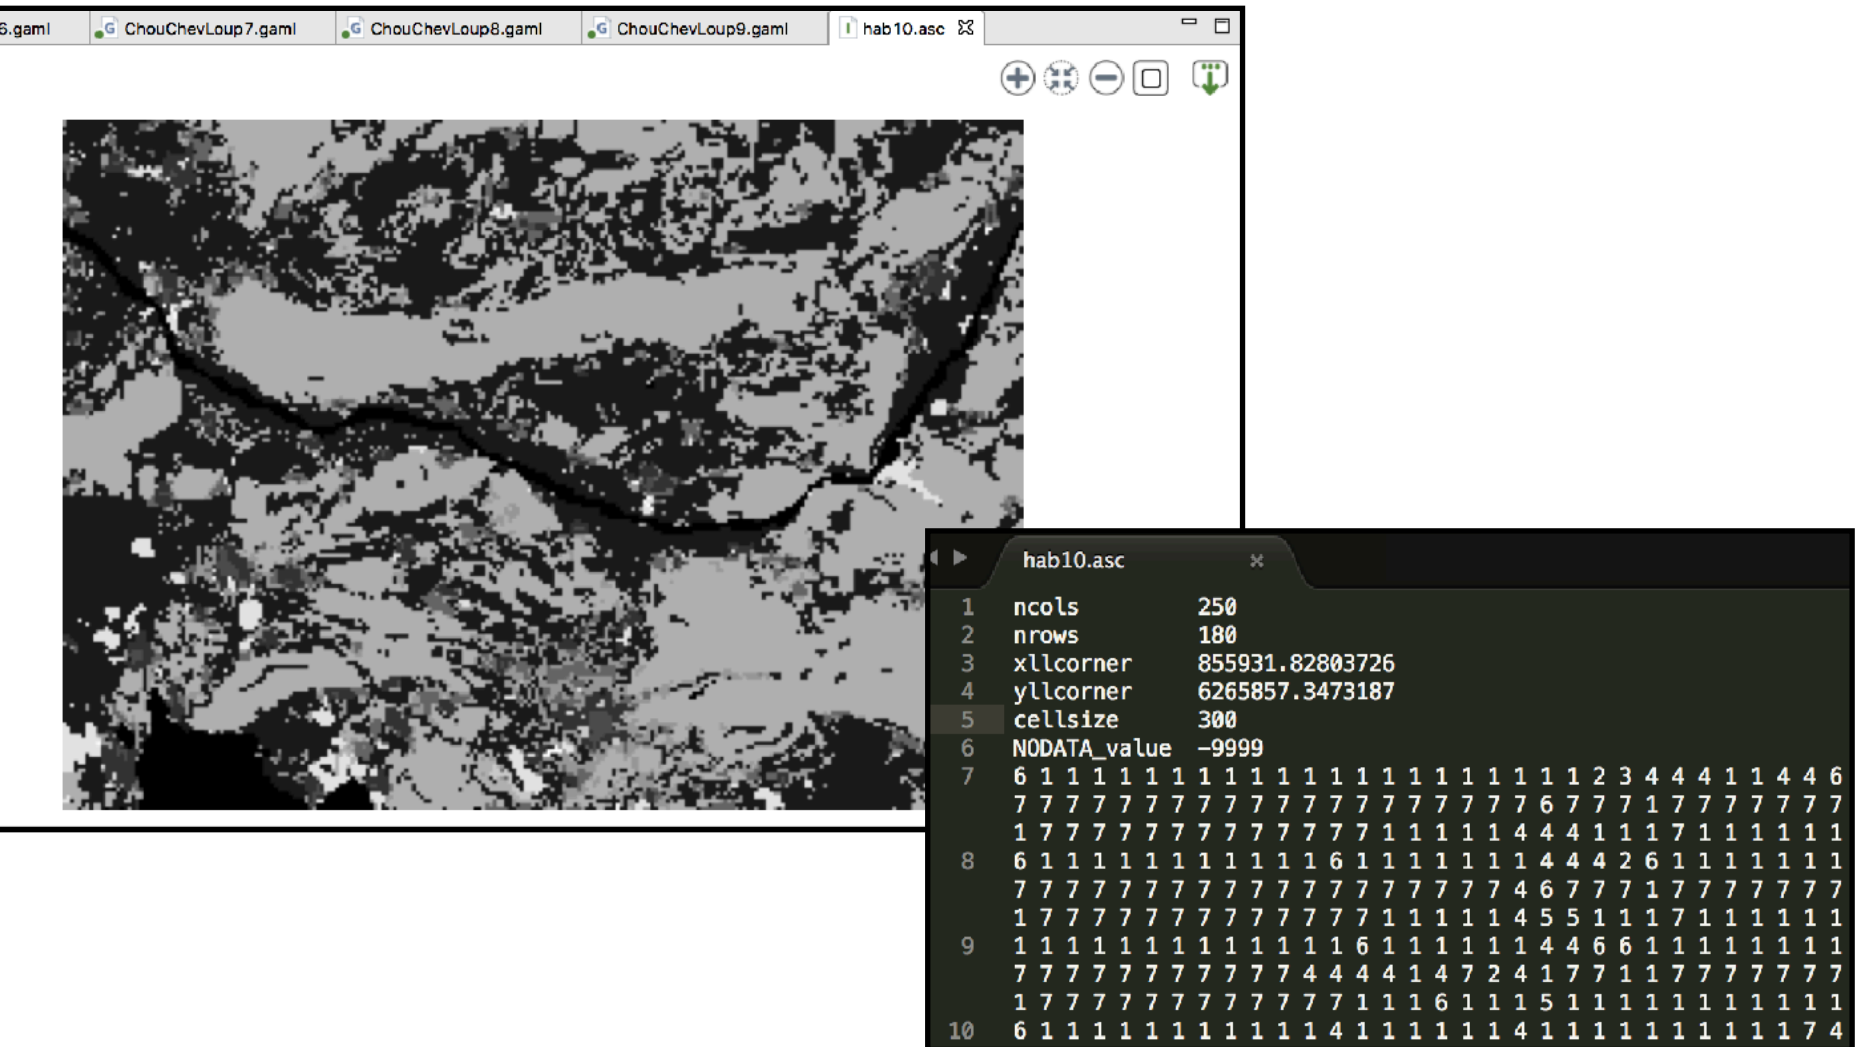 6.gaml ChouChevLoup7.gaml ChouChevLoup8.gaml ChouChevLoup9.gaml hab10.asc
hab10.asc
1 ncols 250
2 nrows 180
3 xllcorner 855931.82803726
4 yllcorner 6265857.3473187
5 cellsize 300
6 NODATA_value -9999
7 6 1 1 1 1 1 1 1 1 1 1 1 1 1 1 1 1 1 1 1 1 1 2 3 4 4 4 1 1 4 4 6
7 7 7 7 7 7 7 7 7 7 7 7 7 7 7 7 7 7 7 7 6 7 7 7 1 7 7 7 7 7 7 7
1 7 7 7 7 7 7 7 7 7 7 7 7 7 1 1 1 1 1 4 4 4 1 1 1 7 1 1 1 1 1 1
8 6 1 1 1 1 1 1 1 1 1 1 1 6 1 1 1 1 1 1 1 4 4 4 2 6 1 1 1 1 1 1 1
7 7 7 7 7 7 7 7 7 7 7 7 7 7 7 7 7 7 7 4 6 7 7 7 1 7 7 7 7 7 7 7
1 7 7 7 7 7 7 7 7 7 7 7 7 7 1 1 1 1 1 4 5 5 1 1 1 7 1 1 1 1 1 1
9 1 1 1 1 1 1 1 1 1 1 1 1 1 6 1 1 1 1 1 1 4 4 6 6 1 1 1 1 1 1 1 1
7 7 7 7 7 7 7 7 7 7 7 4 4 4 4 1 4 7 2 4 1 7 7 1 1 7 7 7 7 7 7 7
1 7 7 7 7 7 7 7 7 7 7 7 7 1 1 1 6 1 1 1 5 1 1 1 1 1 1 1 1 1 1 1
10 6 1 1 1 1 1 1 1 1 1 1 1 4 1 1 1 1 1 1 4 1 1 1 1 1 1 1 1 1 1 7 4